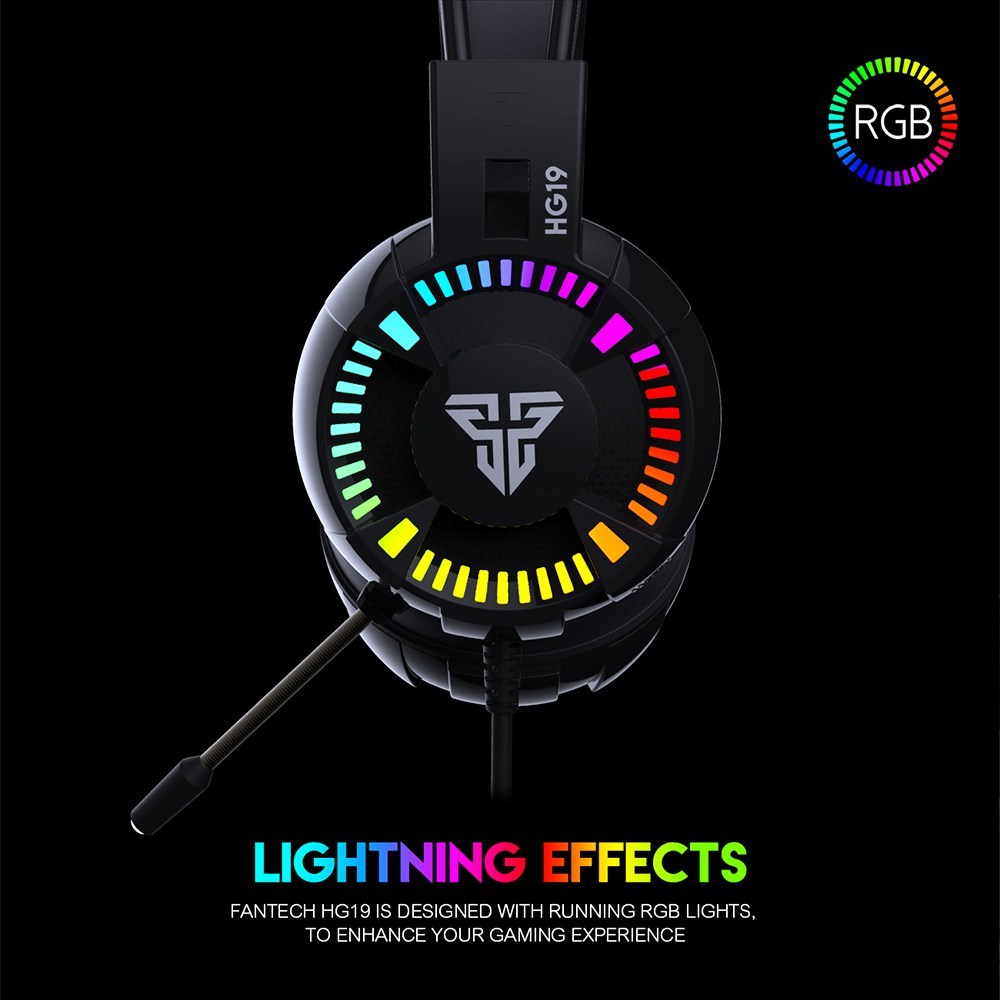 RGB
HG19
LIGHTNING EFFECTS
FANTECH HG19 IS DESIGNED WITH RUNNING RGB LIGHTS,
TO ENHANCE YOUR GAMING EXPERIENCE